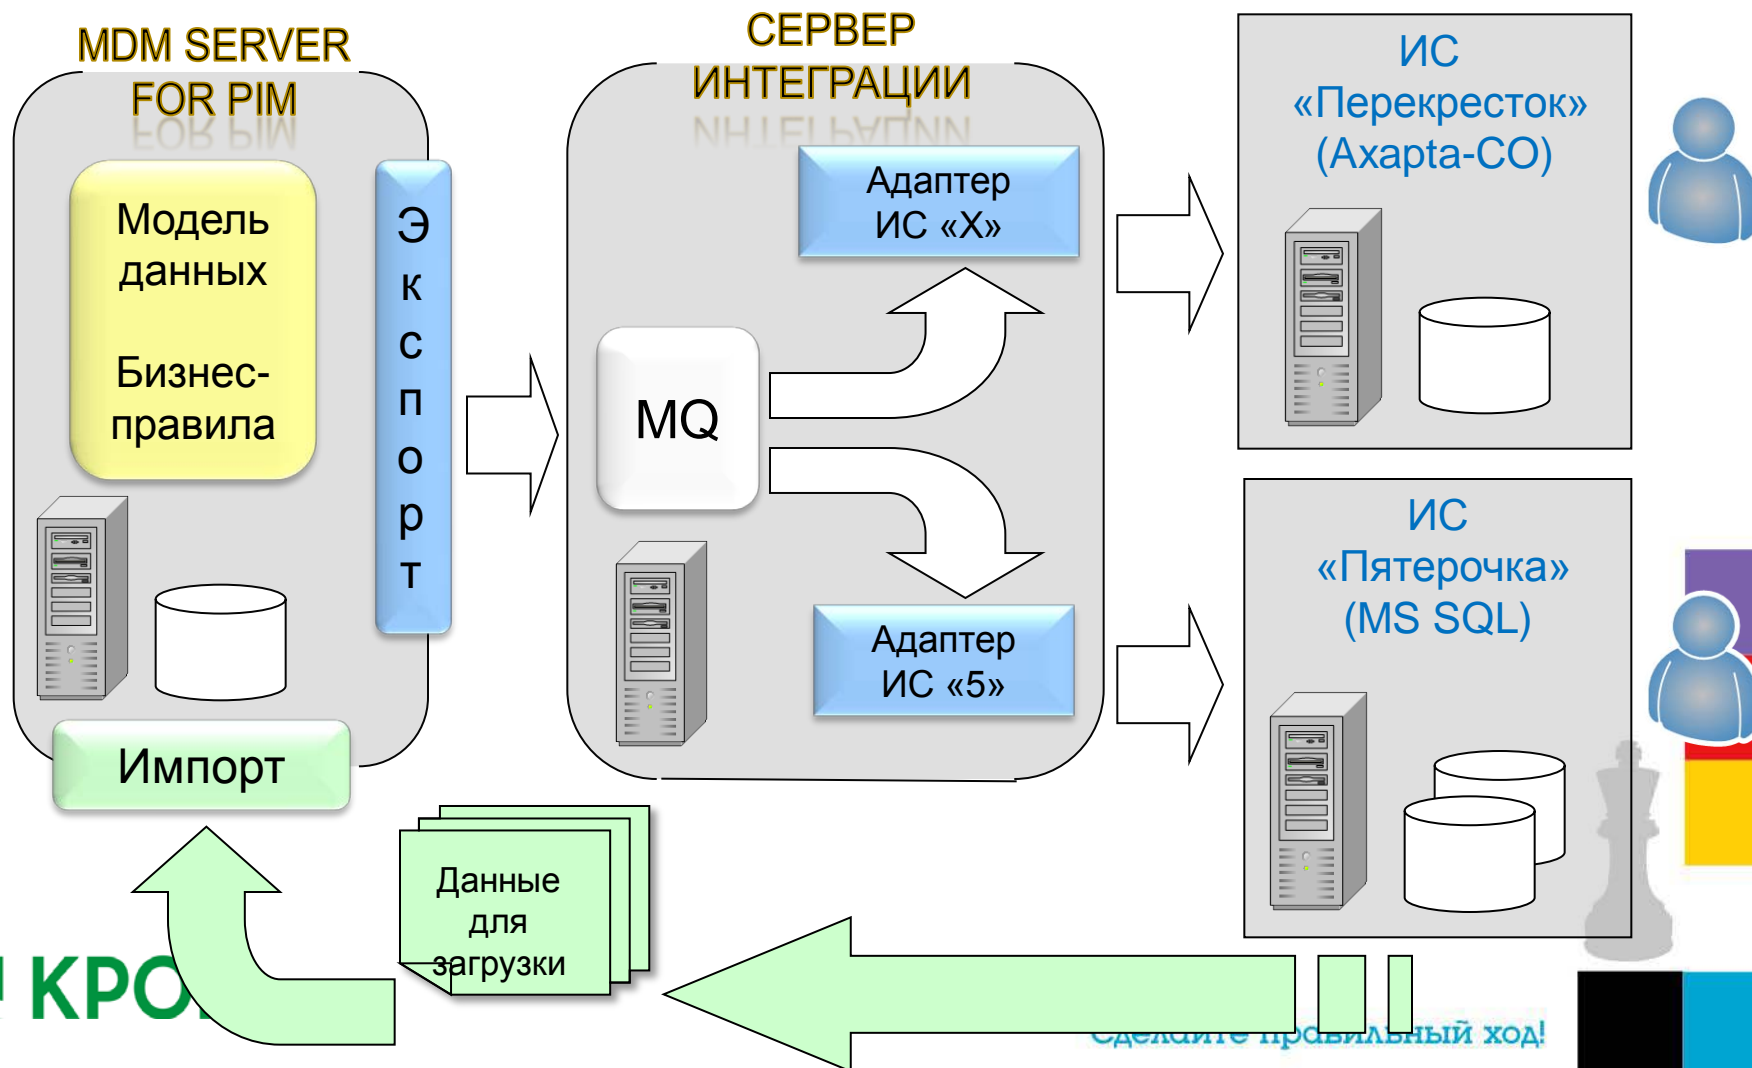 MDM SERVER
FOR PIM
Модель
данных
Бизнес-
правила
Экспорт
Импорт
СЕРВЕР
ИНТЕГРАЦИИ
MQ
Адаптер
ИС «X»
Адаптер
ИС «5»
ИС
«Перекресток»
(Axapta-CO)
ИС
«Пятерочка»
(MS SQL)
Данные
для
загрузки
КРО
Сделайте правильный ход!